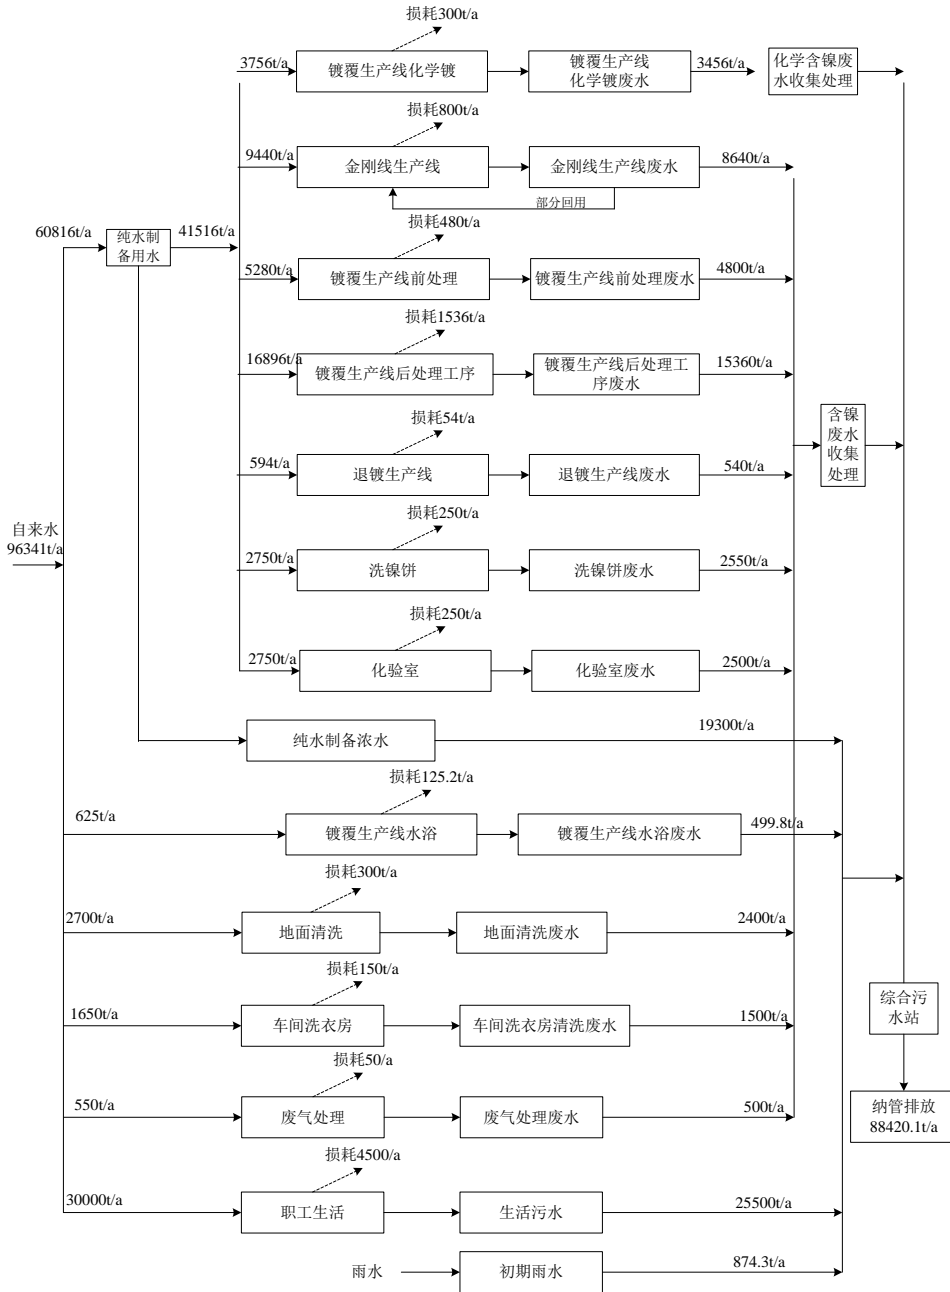 损耗300t/a
3756t/a
镀覆生产线化学镀
镀覆生产线
化学镀废水
3456t/a
化学含镍废
水收集处理
损耗800t/a
9440t/a
金刚线生产线
金刚线生产线废水
8640t/a
部分回用
60816t/a
纯水制
备用水
41516t/a
损耗480t/a
5280t/a
镀覆生产线前处理
镀覆生产线前处理废水
4800t/a
损耗1536t/a
16896t/a
镀覆生产线后处理工序
镀覆生产线后处理工
序废水
15360t/a
含镍
废水
收集
处理
损耗54t/a
594t/a
退镀生产线
退镀生产线废水
540t/a
自来水
96341t/a
损耗250t/a
2750t/a
洗镍饼
洗镍饼废水
2550t/a
损耗250t/a
2750t/a
化验室
化验室废水
2500t/a
纯水制备浓水
19300t/a
损耗125.2t/a
625t/a
镀覆生产线水浴
镀覆生产线水浴废水
499.8t/a
损耗300t/a
2700t/a
地面清洗
地面清洗废水
2400t/a
损耗150t/a
1650t/a
车间洗衣房
车间洗衣房清洗废水
1500t/a
综合污
水站
损耗50/a
550t/a
废气处理
废气处理废水
500t/a
纳管排放
88420.1t/a
损耗4500/a
30000t/a
职工生活
生活污水
25500t/a
雨水
初期雨水
874.3t/a